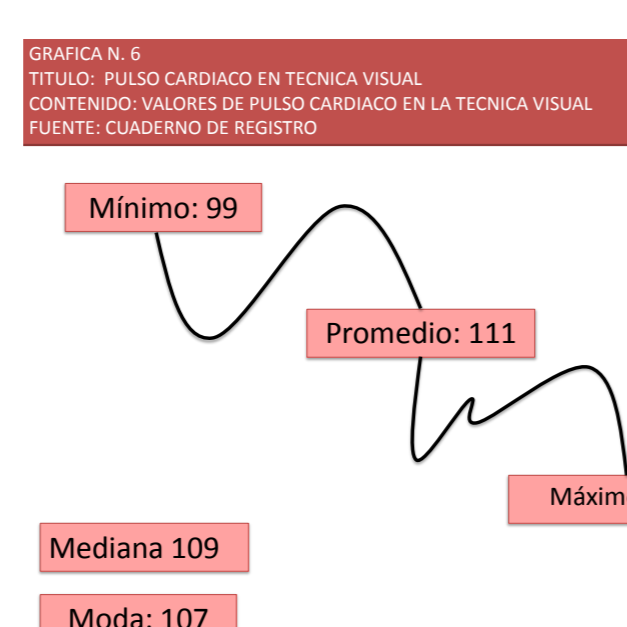 GRAFICA N. 6
TITULO: PULSO CARDIACO EN TECNICA VISUAL
CONTENIDO: VALORES DE PULSO CARDIACO EN LA TECNICA VISUAL
FUENTE: CUADERNO DE REGISTRO
Mínimo: 99
Promedio: 111
Máxim
Mediana 109
Moda: 107